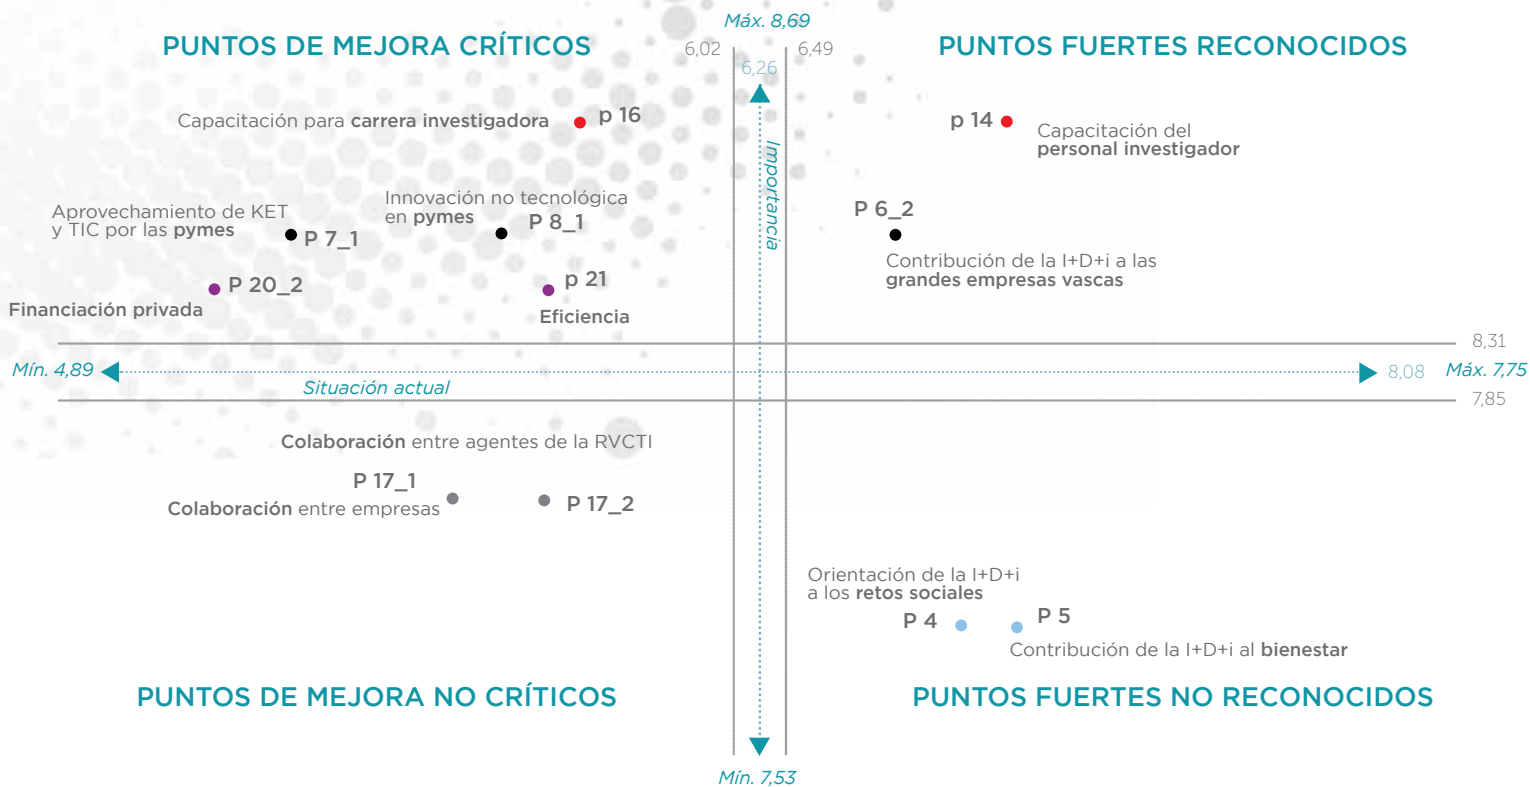 Máx. 8,69
PUNTOS DE MEJORA CRÍTICOS
6,02
6,49
PUNTOS FUERTES RECONOCIDOS
6,26
Capacitación para carrera investigadora
p 16
p 14
Capacitación del
personal investigador
Importancia
Aprovechamiento de KET
y TIC por las pymes
P 7_1
Innovación no tecnológica
en pymes
P 8_1
P 6_2
Contribución de la I+D+i a las
grandes empresas vascas
P 20_2
Financiación privada
p 21
Eficiencia
8,31
Mín. 4,89
Situación actual
8,08
Máx. 7,75
7,85
Colaboración entre agentes de la RVCTI
P 17_1
Colaboración entre empresas
P 17_2
Orientación de la I+D+i
a los retos sociales
P 4
P 5
Contribución de la I+D+i al bienestar
PUNTOS DE MEJORA NO CRÍTICOS
PUNTOS FUERTES NO RECONOCIDOS
Mín. 7,53